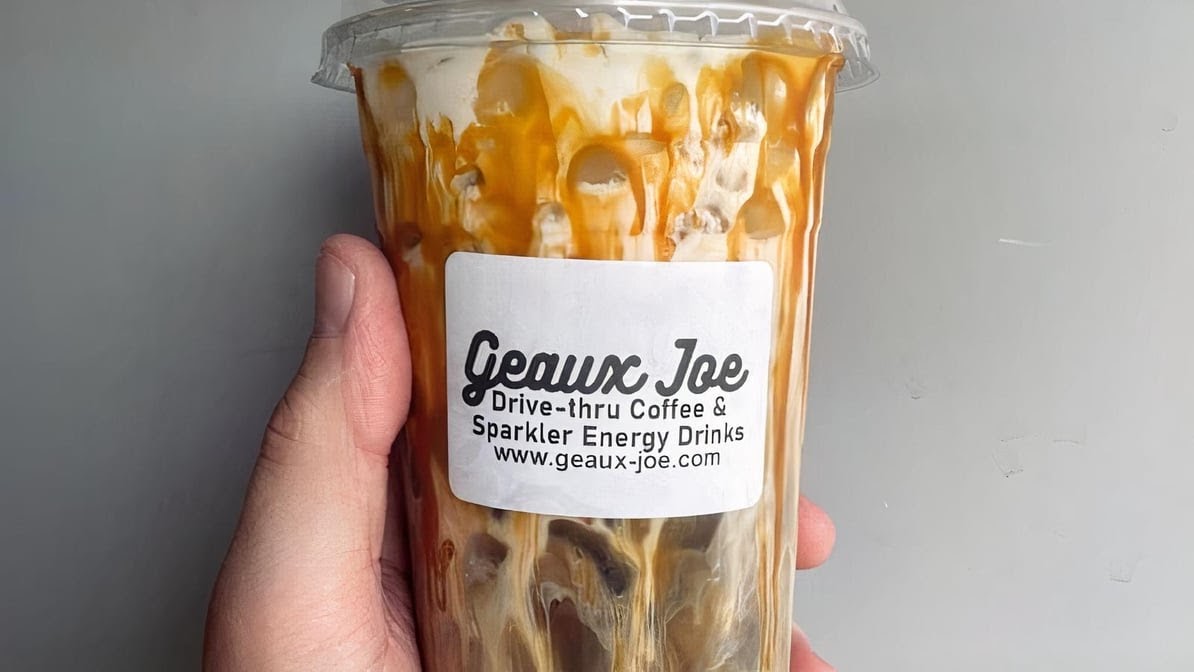 Geaux Joe
Drive-thru Coffee &
Sparkler Energy Drinks
www.geaux-joe.com